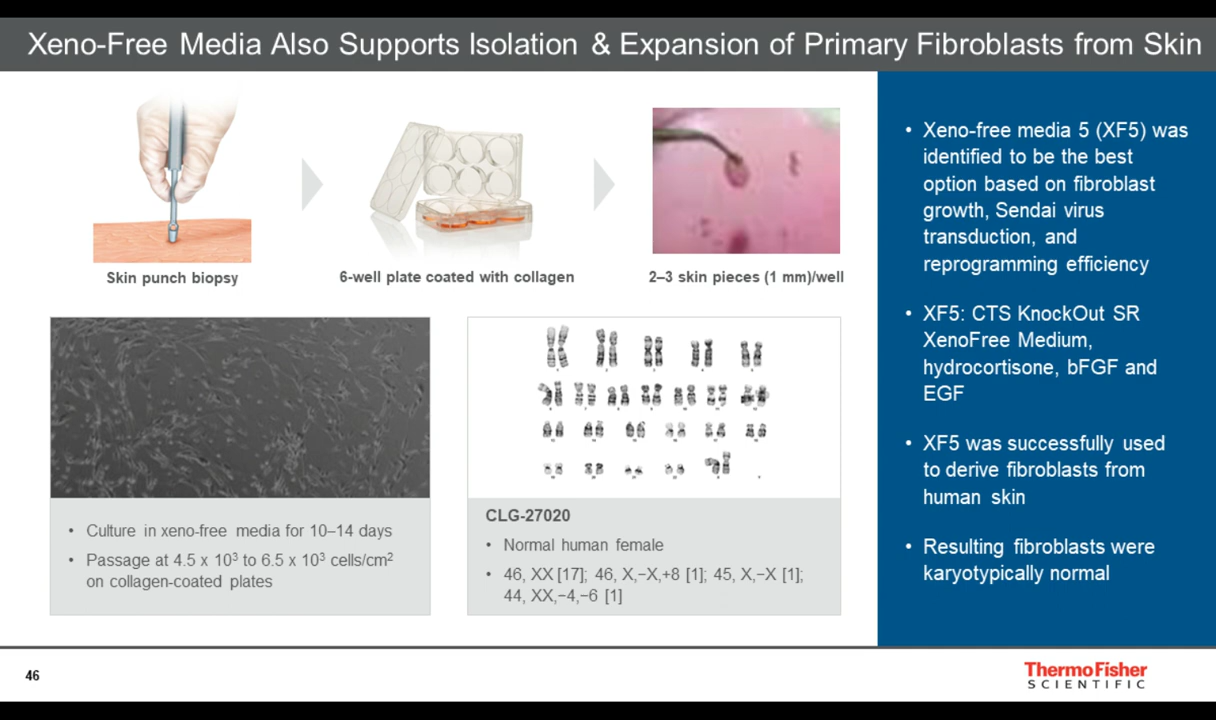 Xeno-Free Media Also Supports Isolation & Expansion of Primary Fibroblasts from Skin
Skin punch biopsy
6-well plate coated with collagen
2–3 skin pieces (1 mm)/well
• Culture in xeno-free media for 10–14 days
• Passage at 4.5 x 10³ to 6.5 x 10³ cells/cm²
on collagen-coated plates
CLG-27020
• Normal human female
• 46, XX [17]; 46, X,−X,+8 [1]; 45, X,−X [1];
44, XX,−4,−6 [1]
• Xeno-free media 5 (XF5) was
identified to be the best
option based on fibroblast
growth, Sendai virus
transduction, and
reprogramming efficiency
• XF5: CTS KnockOut SR
XenoFree Medium,
hydrocortisone, bFGF and
EGF
• XF5 was successfully used
to derive fibroblasts from
human skin
• Resulting fibroblasts were
karyotypically normal
46
ThermoFisher
SCIENTIFIC